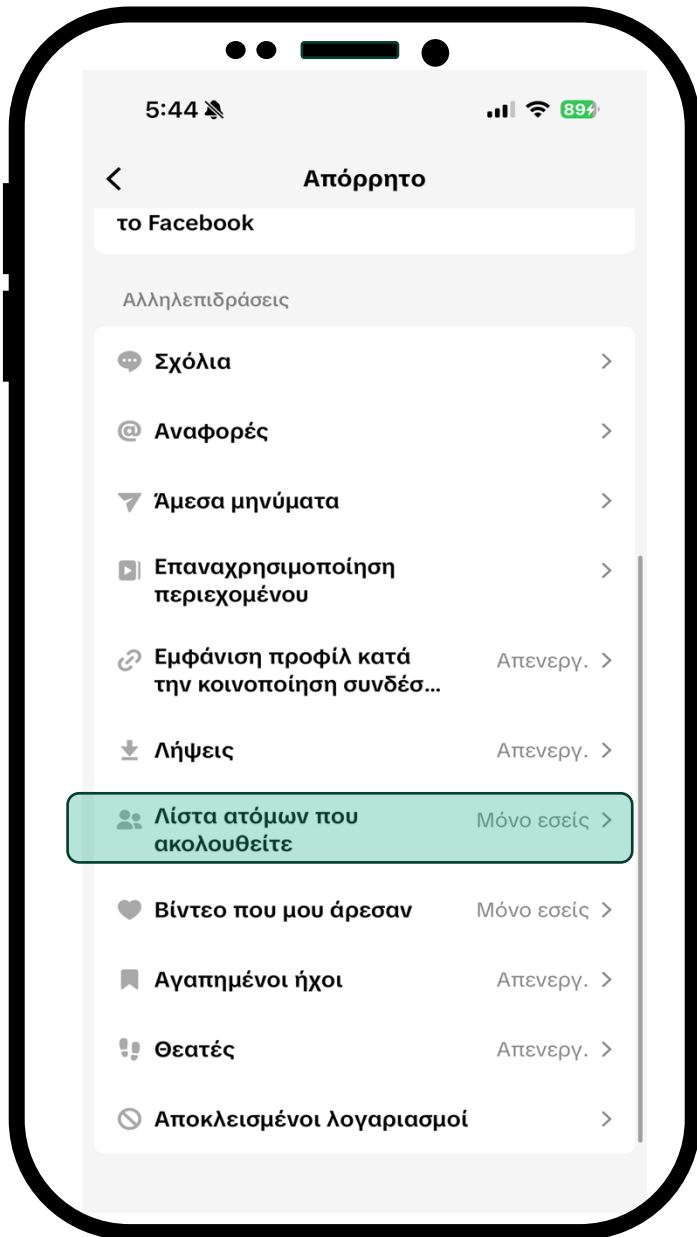 5:44
89
Απόρρητο
το Facebook
Αλληλεπιδράσεις
Σχόλια
Αναφορές
Άμεσα μηνύματα
Επαναχρησιμοποίηση
περιεχομένου
Εμφάνιση προφίλ κατά
την κοινοποίηση συνδέσ...
Απενεργ.
Λήψεις
Απενεργ.
Λίστα ατόμων που
ακολουθείτε
Μόνο εσείς
Βίντεο που μου άρεσαν
Μόνο εσείς
Αγαπημένοι ήχοι
Απενεργ.
Θεατές
Απενεργ.
Αποκλεισμένοι λογαριασμοί